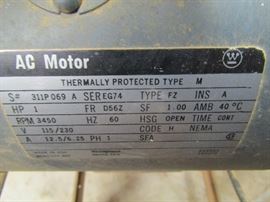 AC Motor
W
THERMALLY PROTECTED TYPE M
S# 311P069 A SER EG74 TYPE FZ INS A
HP 1 FR D56Z SF 1.00 AMB 40°C
RPM 3450 HZ 60 HSG OPEN TIME CONT
V 115/230 CODE H NEMA
A 12.5/6.25 PH 1 SFA